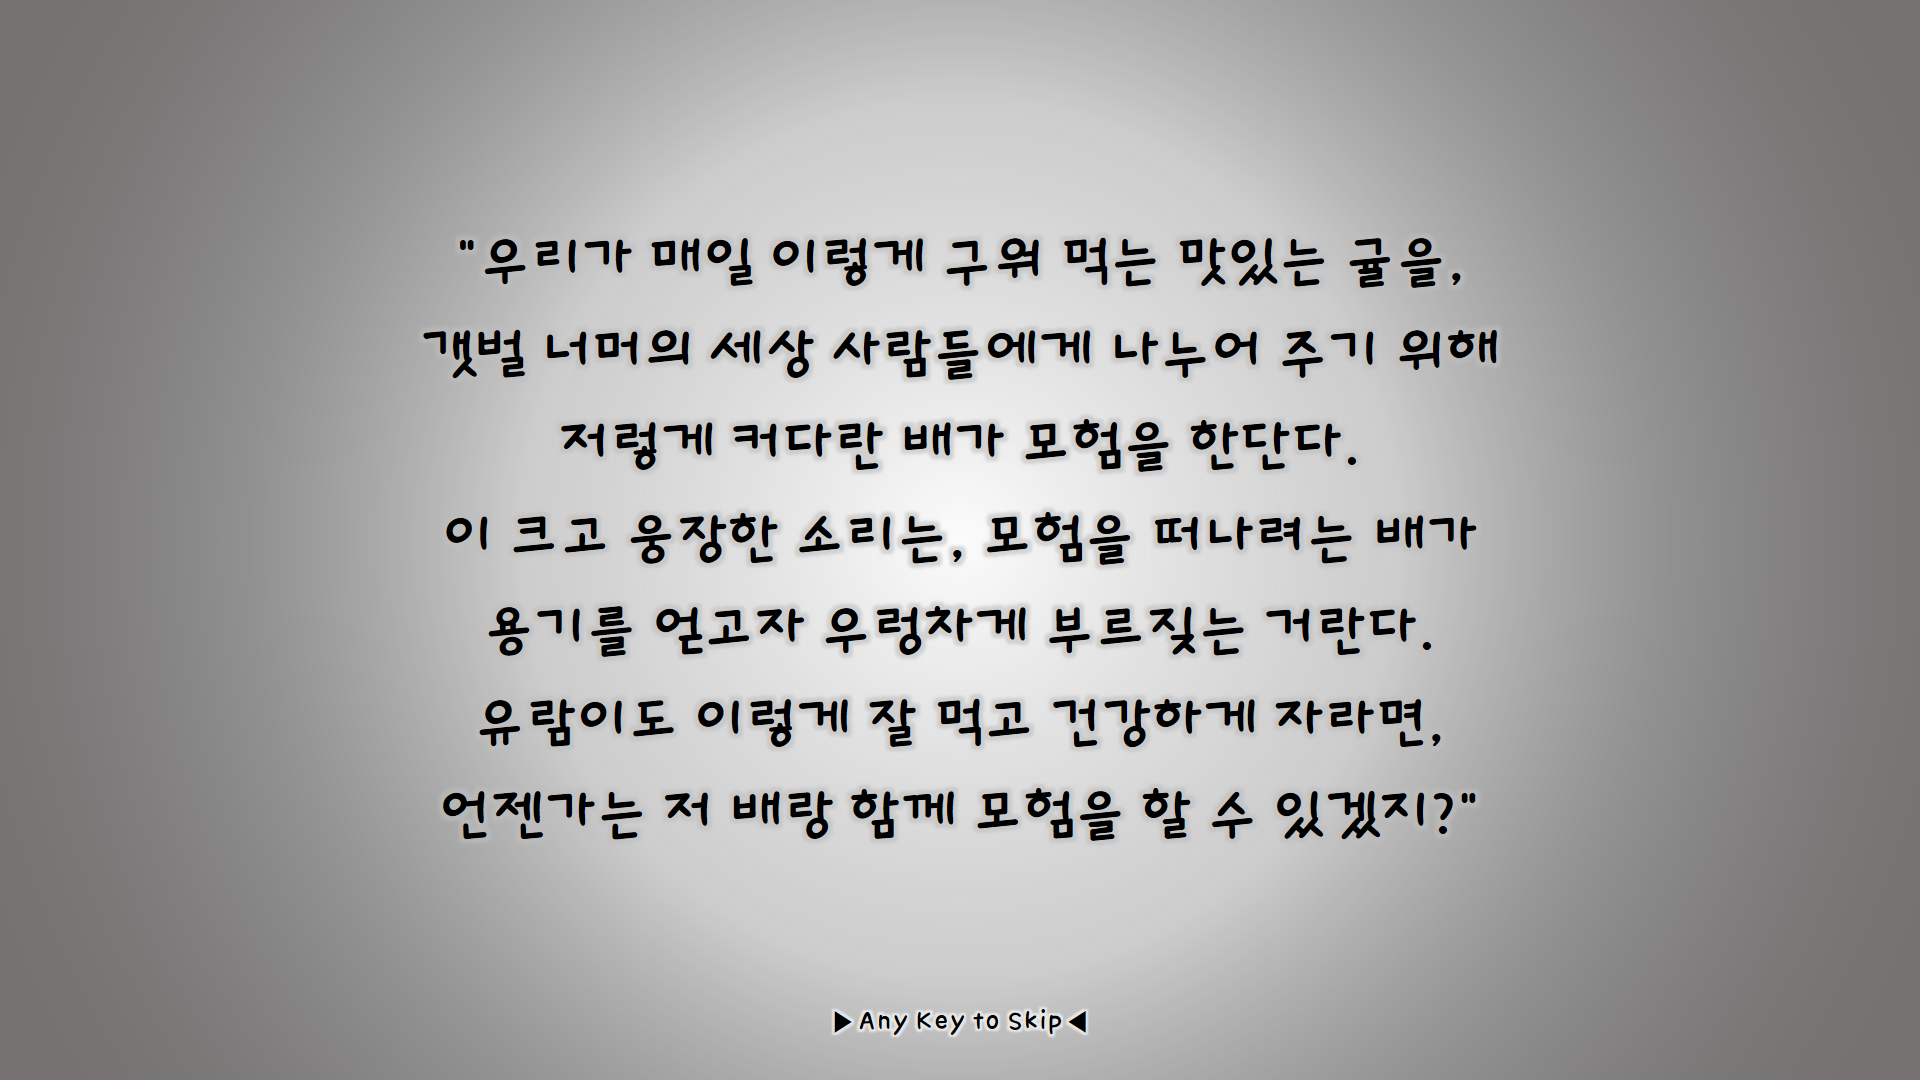 "우리가 매일 이렇게 구워 먹는 맛있는 귤을,
갯벌 너머의 세상 사람들에게 나누어 주기 위해
저렇게 커다란 배가 모험을 한단다.
이 크고 웅장한 소리는, 모험을 떠나려는 배가
용기를 얻고자 우렁차게 부르짖는 거란다.
유람이도 이렇게 잘 먹고 건강하게 자라면,
언젠가는 저 배랑 함께 모험을 할 수 있겠지?"
▶ Any Key to Skip ◀